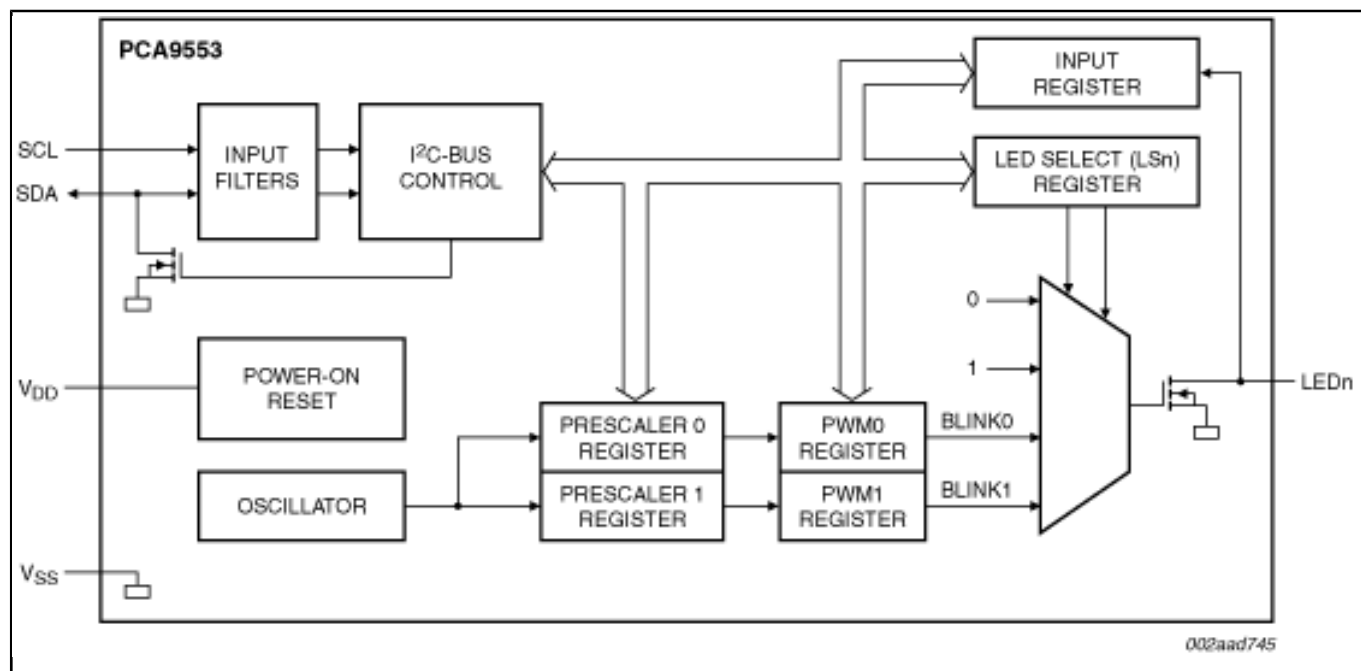 PCA9553
INPUT
REGISTER
SCL
SDA
INPUT
FILTERS
I²C-BUS
CONTROL
LED SELECT (LSn)
REGISTER
0
1
VDD
POWER-ON
RESET
LEDn
PRESCALER 0
REGISTER
PWM0
REGISTER
BLINK0
OSCILLATOR
PRESCALER 1
REGISTER
PWM1
REGISTER
BLINK1
VSS
002aad745